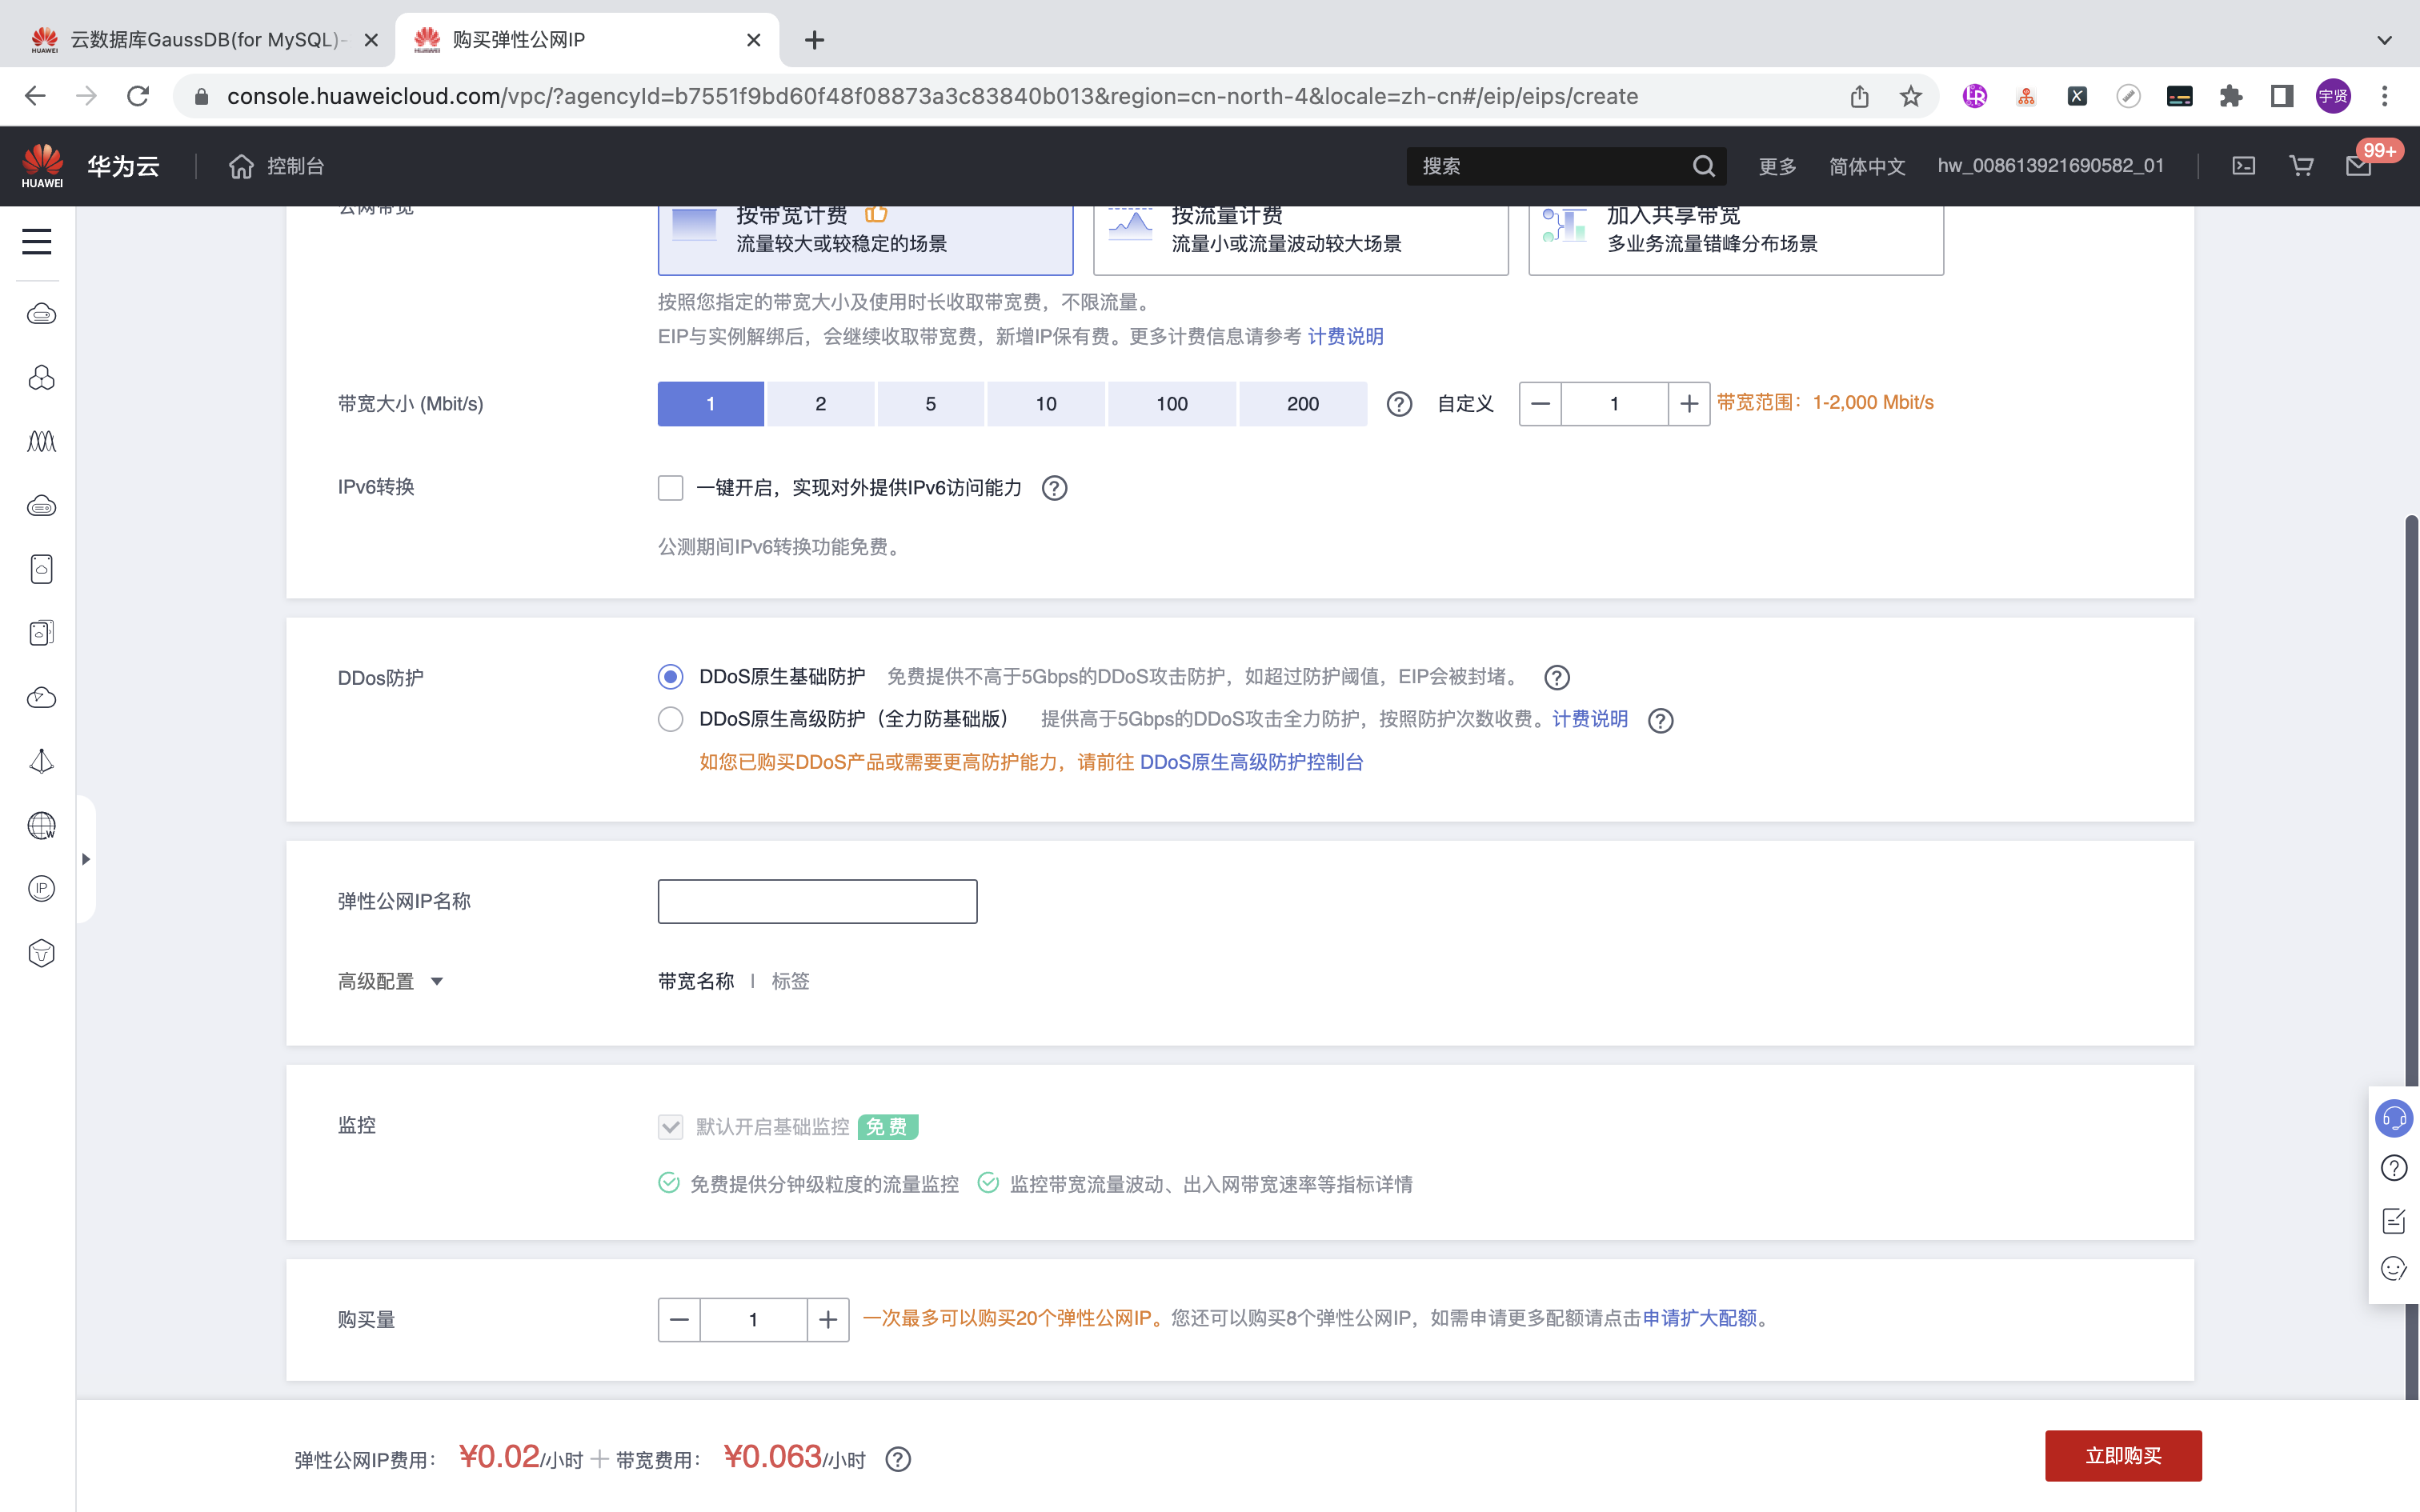 云数据库GaussDB(for MySQL)-
购买弹性公网IP
console.huaweicloud.com/vpc/?agencyId=b7551f9bd60f48f08873a3c83840b013&region=cn-north-4&locale=zh-cn#/eip/eips/create
宇贤
HUAWEI
华为云
控制台
搜索
更多
简体中文
hw_008613921690582_01
99+
公网带宽
按带宽计费
流量较大或较稳定的场景
按流量计费
流量小或流量波动较大场景
加入共享带宽
多业务流量错峰分布场景
按照您指定的带宽大小及使用时长收取带宽费，不限流量。
EIP与实例解绑后，会继续收取带宽费，新增IP保有费。更多计费信息请参考 计费说明
带宽大小 (Mbit/s)
1
2
5
10
100
200
自定义
1
带宽范围：1-2,000 Mbit/s
IPv6转换
一键开启，实现对外提供IPv6访问能力
公测期间IPv6转换功能免费。
DDos防护
DDoS原生基础防护 免费提供不高于5Gbps的DDoS攻击防护，如超过防护阈值，EIP会被封堵。
DDoS原生高级防护（全力防基础版） 提供高于5Gbps的DDoS攻击全力防护，按照防护次数收费。计费说明
如您已购买DDoS产品或需要更高防护能力，请前往 DDoS原生高级防护控制台
弹性公网IP名称
高级配置
带宽名称 | 标签
监控
默认开启基础监控 免费
免费提供分钟级粒度的流量监控 监控带宽流量波动、出入网带宽速率等指标详情
购买量
1
一次最多可以购买20个弹性公网IP。您还可以购买8个弹性公网IP，如需申请更多配额请点击申请扩大配额。
弹性公网IP费用： ¥0.02/小时 + 带宽费用： ¥0.063/小时
立即购买